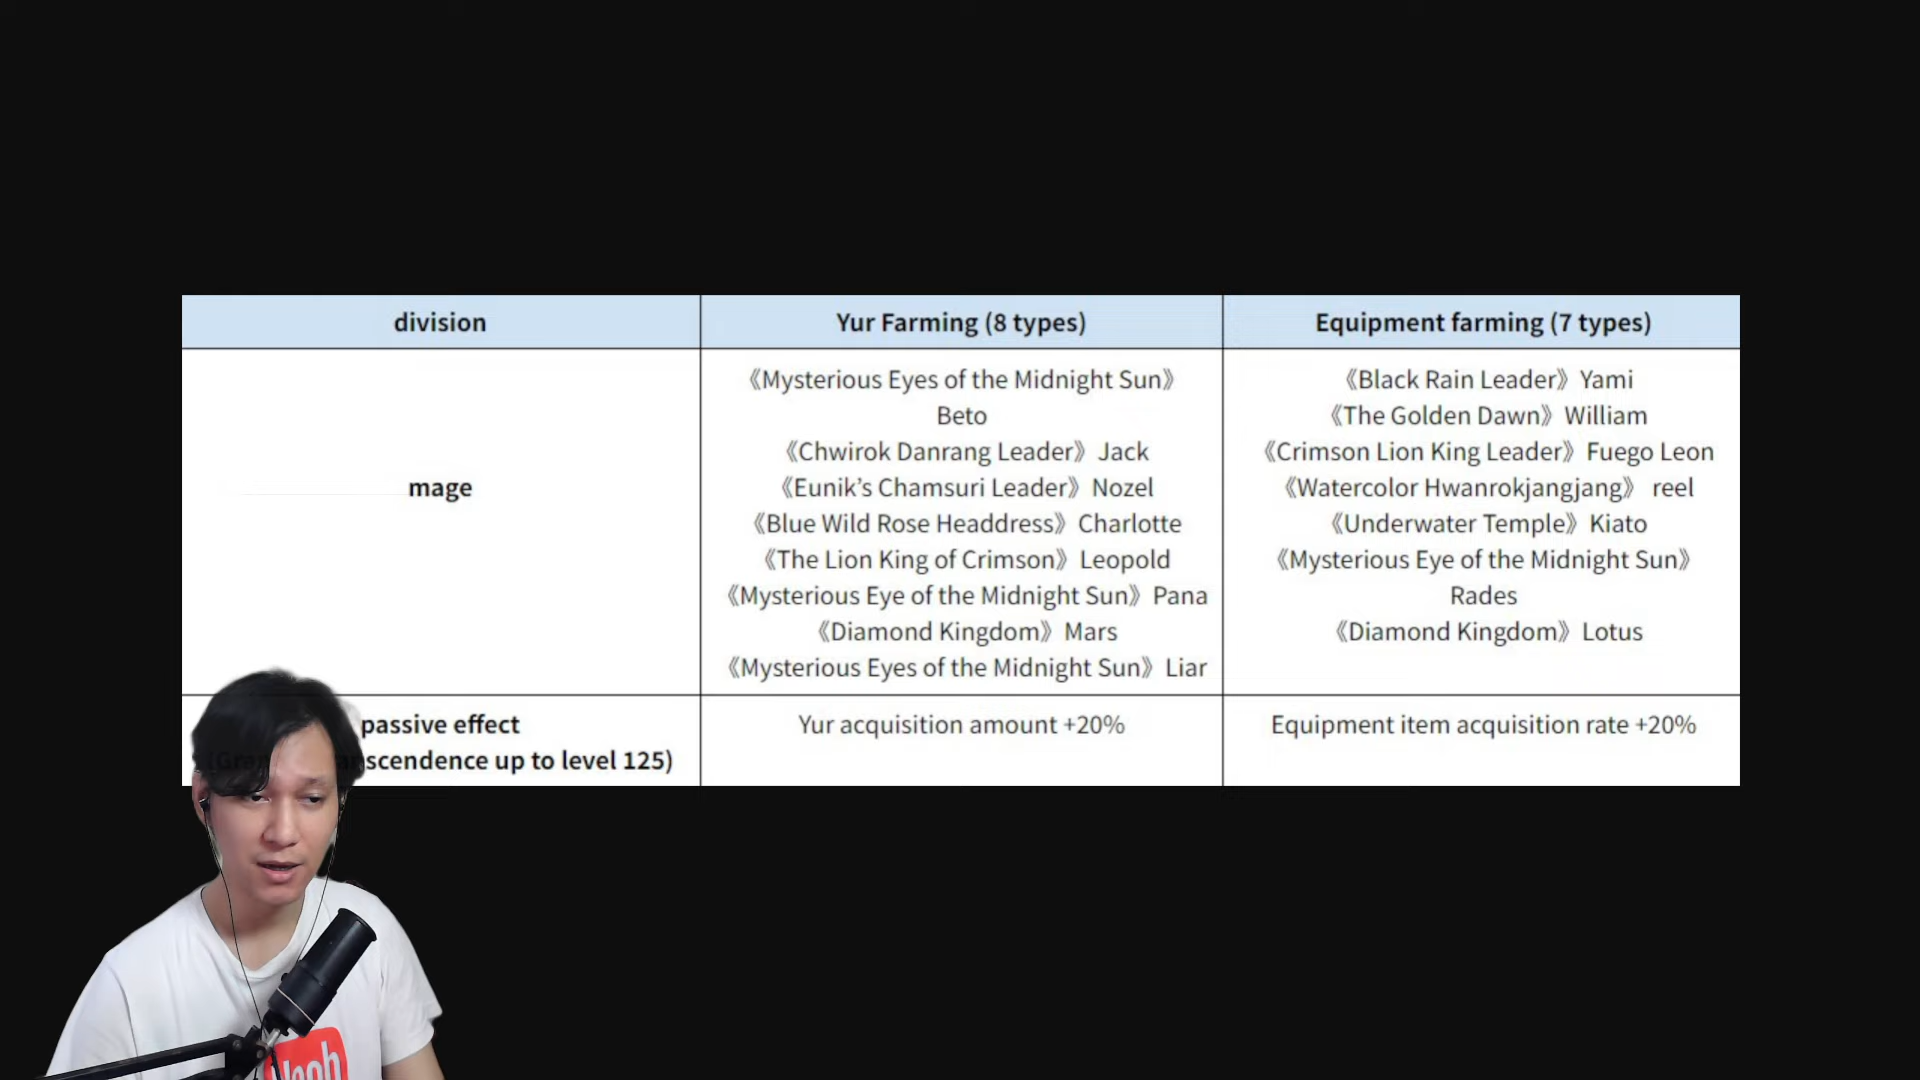 division
Yur Farming (8 types)
Equipment farming (7 types)
mage
《Mysterious Eyes of the Midnight Sun》
Beto
《Chwirok Danrang Leader》Jack
《Eunik’s Chamsuri Leader》Nozel
《Blue Wild Rose Headdress》Charlotte
《The Lion King of Crimson》Leopold
《Mysterious Eye of the Midnight Sun》Pana
《Diamond Kingdom》Mars
《Mysterious Eyes of the Midnight Sun》Liar
《Black Rain Leader》Yami
《The Golden Dawn》William
《Crimson Lion King Leader》Fuego Leon
《Watercolor Hwanrokjangjang》 reel
《Underwater Temple》Kiato
《Mysterious Eye of the Midnight Sun》
Rades
《Diamond Kingdom》Lotus
passive effect
up to level 125)
Yur acquisition amount +20%
Equipment item acquisition rate +20%